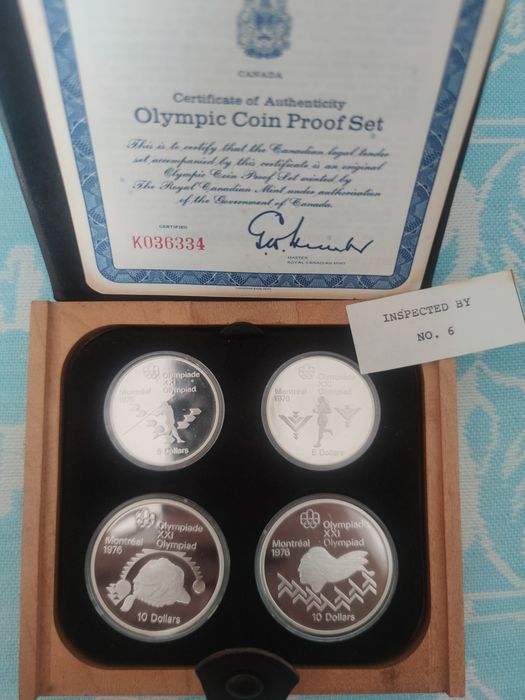 CANADA
Certificate of Authenticity
Olympic Coin Proof Set
This is to certify that the Canadian legal tender
set accompanied by this certificate is an original
Olympic Coin Proof Set minted by
The Royal Canadian Mint under authorisation
of the Government of Canada.
CERTIFIED
K036334
MASTER
ROYAL CANADIAN MINT
INSPECTED BY
NO. 6
Olympiade
XXI
Montréal Olympiad
1976
5 Dollars
Olympiade
XXI
Montréal Olympiad
1976
5 Dollars
Olympiade
XXI
Montréal Olympiad
1976
10 Dollars
Olympiade
XXI
Montréal Olympiad
1976
10 Dollars